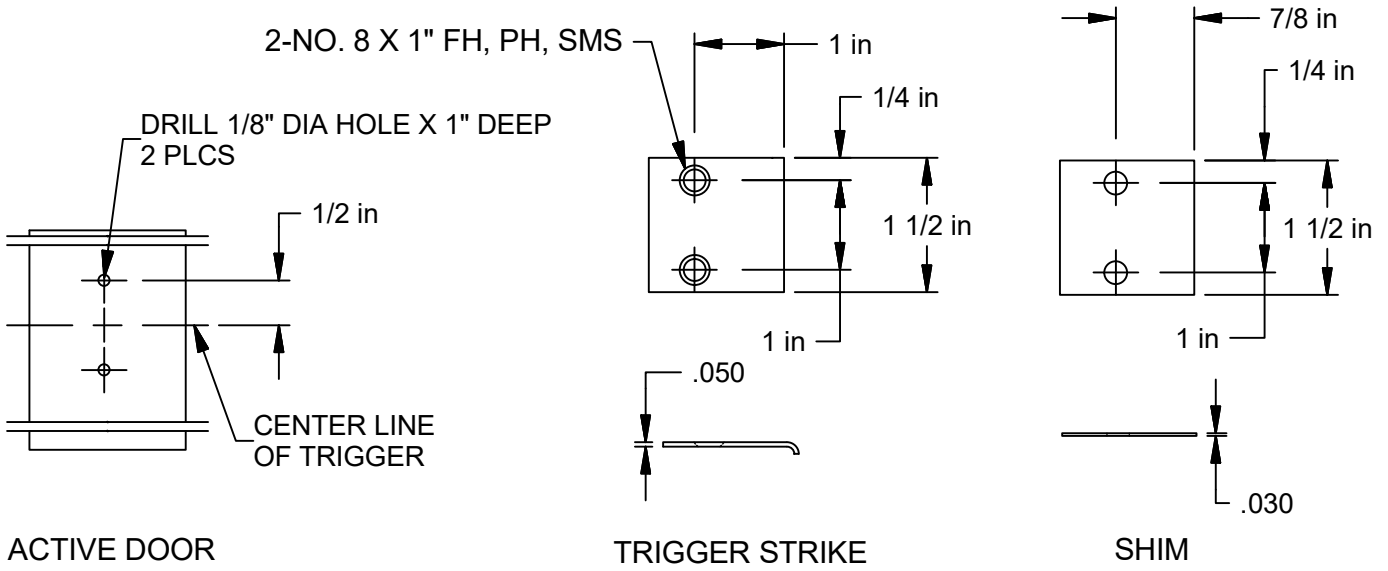 2-NO. 8 X 1" FH, PH, SMS
DRILL 1/8" DIA HOLE X 1" DEEP
2 PLCS
1/2 in
CENTER LINE
OF TRIGGER
ACTIVE DOOR
1 in
1/4 in
1 1/2 in
1 in
.050
TRIGGER STRIKE
7/8 in
1/4 in
1 1/2 in
1 in
.030
SHIM